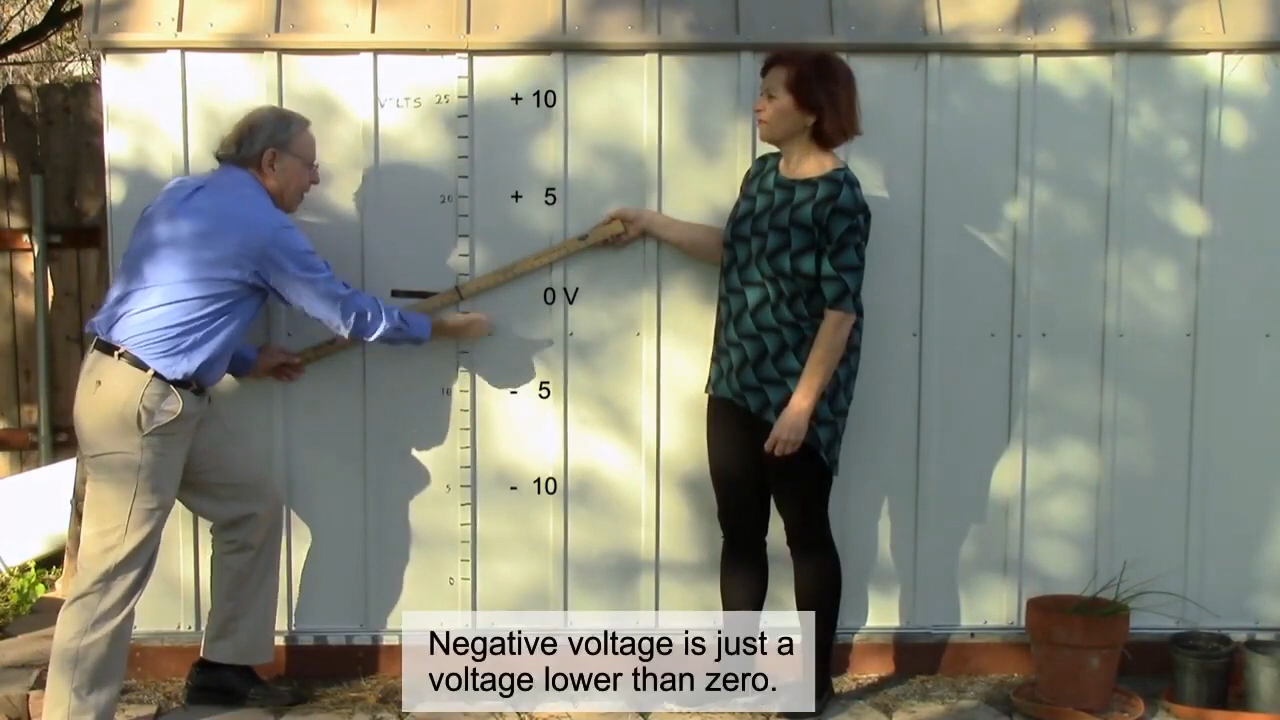 VOLTS 25 + 10
20 + 5
0 V
10 - 5
5 - 10
0
Negative voltage is just a
voltage lower than zero.